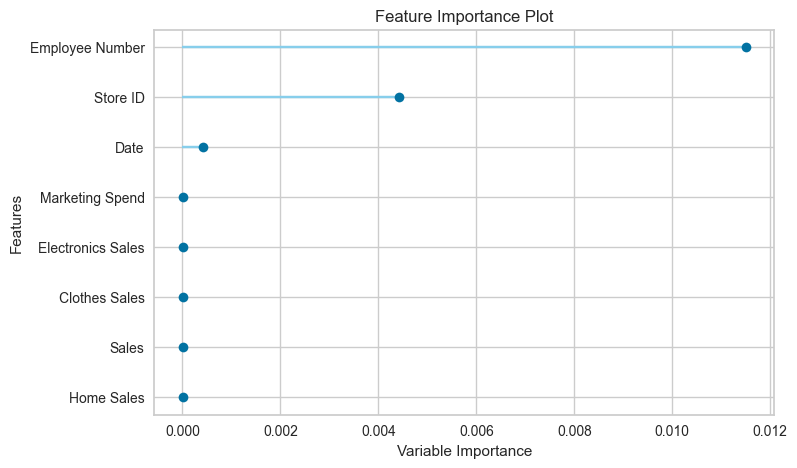 Feature Importance Plot
Employee Number
Store ID
Date
Marketing Spend
Electronics Sales
Clothes Sales
Sales
Home Sales
Features
0.000 0.002 0.004 0.006 0.008 0.010 0.012
Variable Importance